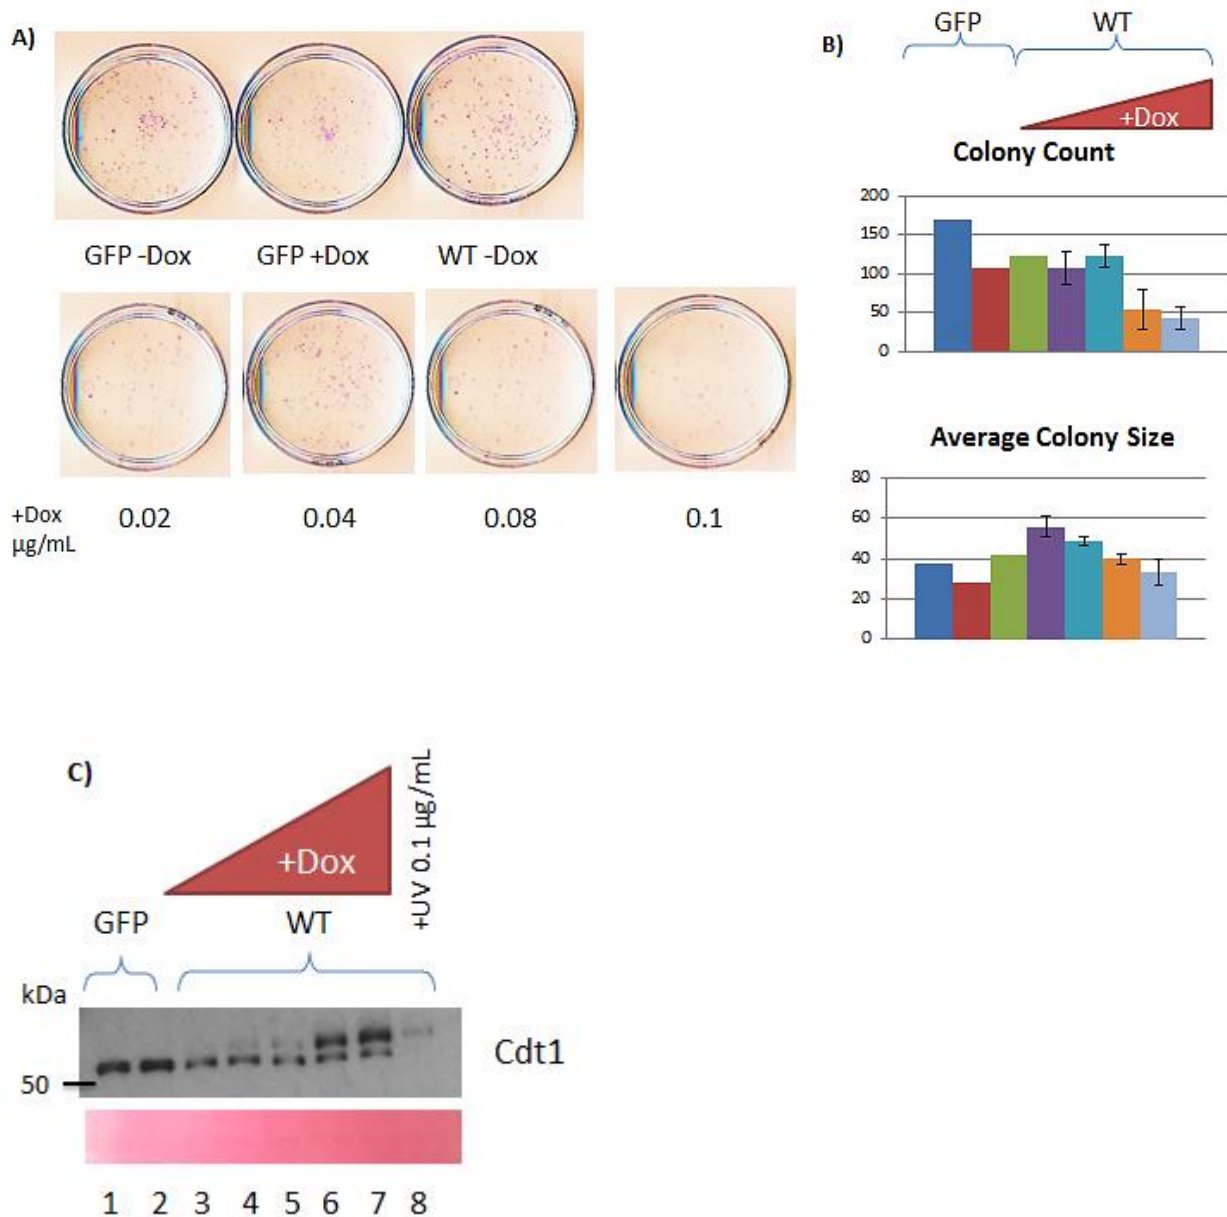 A)
GFP -Dox GFP +Dox WT -Dox
+Dox
µg/mL
0.02 0.04 0.08 0.1
B)
GFP WT
+Dox
Colony Count
200
150
100
50
0
Average Colony Size
80
60
40
20
0
C)
+Dox
+UV 0.1 µg/mL
GFP WT
kDa
50
Cdt1
1 2 3 4 5 6 7 8